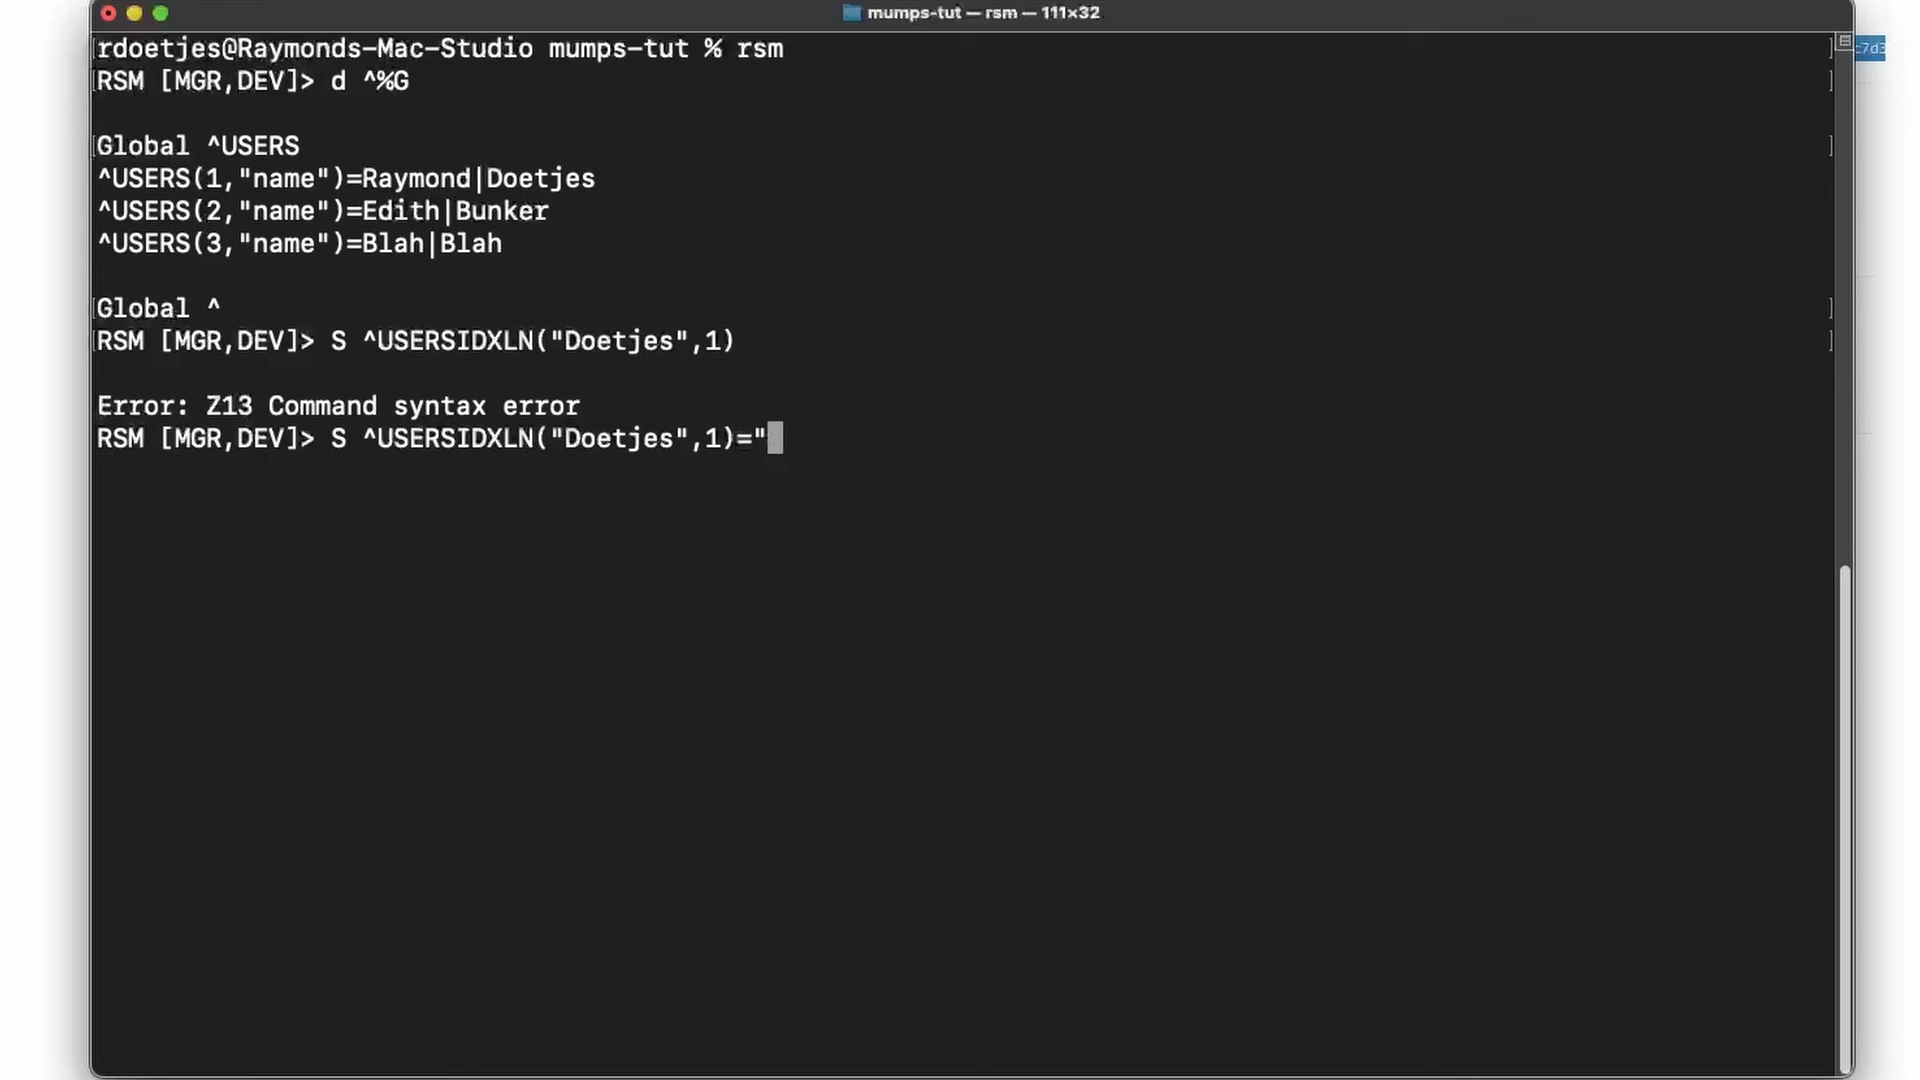 mumps-tut — rsm — 111×32
rdoetjes@Raymonds-Mac-Studio mumps-tut % rsm
c7d3
RSM [MGR,DEV]> d ^%G
Global ^USERS
^USERS(1,"name")=Raymond|Doetjes
^USERS(2,"name")=Edith|Bunker
^USERS(3,"name")=Blah|Blah
Global ^
RSM [MGR,DEV]> S ^USERSIDXLN("Doetjes",1)
Error: Z13 Command syntax error
RSM [MGR,DEV]> S ^USERSIDXLN("Doetjes",1)="